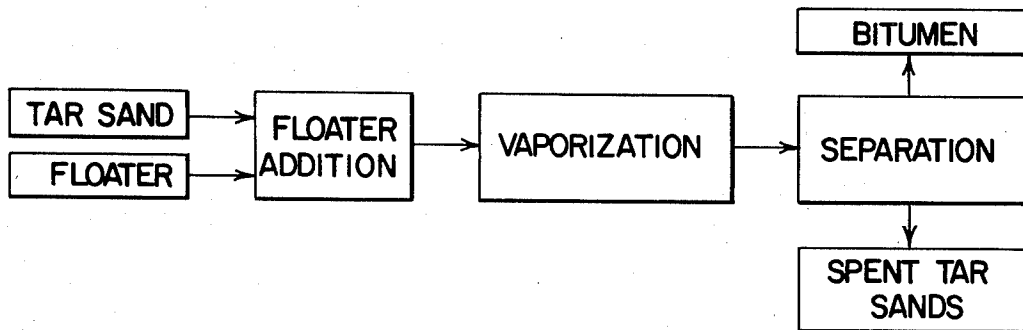 BITUMEN
TAR SAND
FLOATER
FLOATER
ADDITION
VAPORIZATION
SEPARATION
SPENT TAR
SANDS